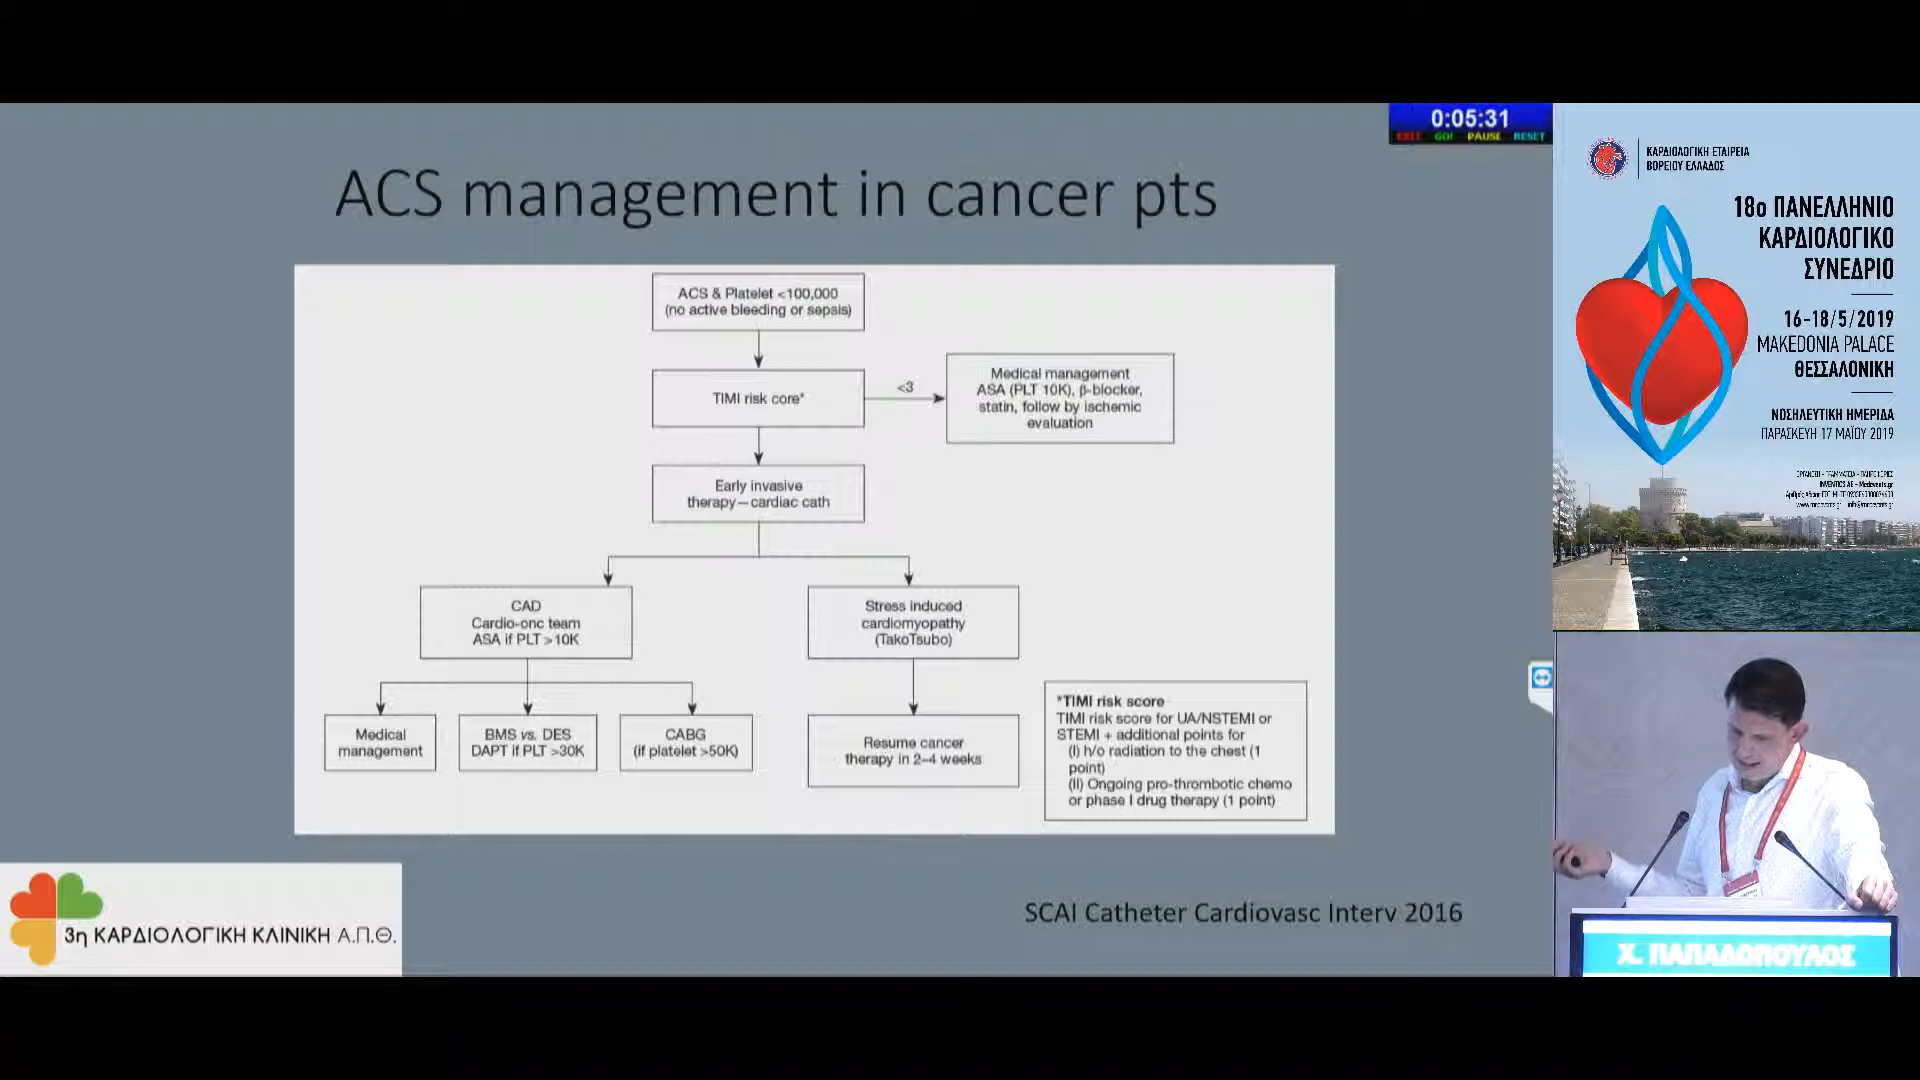 0:05:31
EXIT GO! PAUSE RESET
ACS management in cancer pts
ACS & Platelet <100,000
(no active bleeding or sepsis)
TIMI risk core*
<3
Medical management
ASA (PLT 10K), β-blocker,
statin, follow by ischemic
evaluation
Early invasive
therapy—cardiac cath
CAD
Cardio-onc team
ASA if PLT >10K
Stress induced
cardiomyopathy
(TakoTsubo)
Medical
management
BMS vs. DES
DAPT if PLT >30K
CABG
(if platelet >50K)
Resume cancer
therapy in 2–4 weeks
*TIMI risk score
TIMI risk score for UA/NSTEMI or
STEMI + additional points for
(I) h/o radiation to the chest (1
point)
(II) Ongoing pro-thrombotic chemo
or phase I drug therapy (1 point)
3η ΚΑΡΔΙΟΛΟΓΙΚΗ ΚΛΙΝΙΚΗ Α.Π.Θ.
SCAI Catheter Cardiovasc Interv 2016
ΚΑΡΔΙΟΛΟΓΙΚΗ ΕΤΑΙΡΕΙΑ
ΒΟΡΕΙΟΥ ΕΛΛΑΔΟΣ
18ο ΠΑΝΕΛΛΗΝΙΟ
ΚΑΡΔΙΟΛΟΓΙΚΟ
ΣΥΝΕΔΡΙΟ
16-18/5/2019
MAKEDONIA PALACE
ΘΕΣΣΑΛΟΝΙΚΗ
ΝΟΣΗΛΕΥΤΙΚΗ ΗΜΕΡΙΔΑ
ΠΑΡΑΣΚΕΥΗ 17 ΜΑΪΟΥ 2019
INVENTICS AE - Medevents.gr
Χ. ΠΑΠΑΔΟΠΟΥΛΟΣ